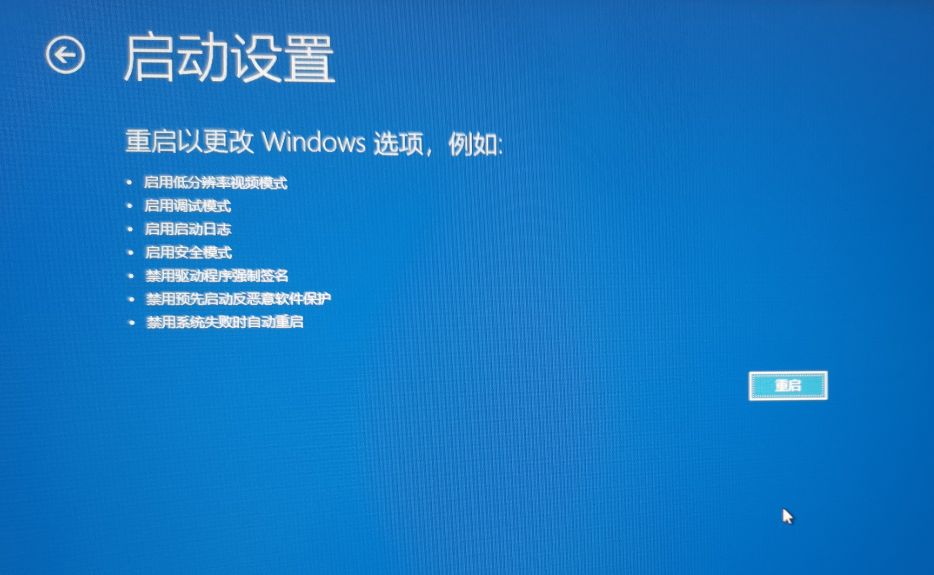 启动设置
重启以更改 Windows 选项，例如:
• 启用低分辨率视频模式
• 启用调试模式
• 启用启动日志
• 启用安全模式
• 禁用驱动程序强制签名
• 禁用预先启动反恶意软件保护
• 禁用系统失败时自动重启
重启